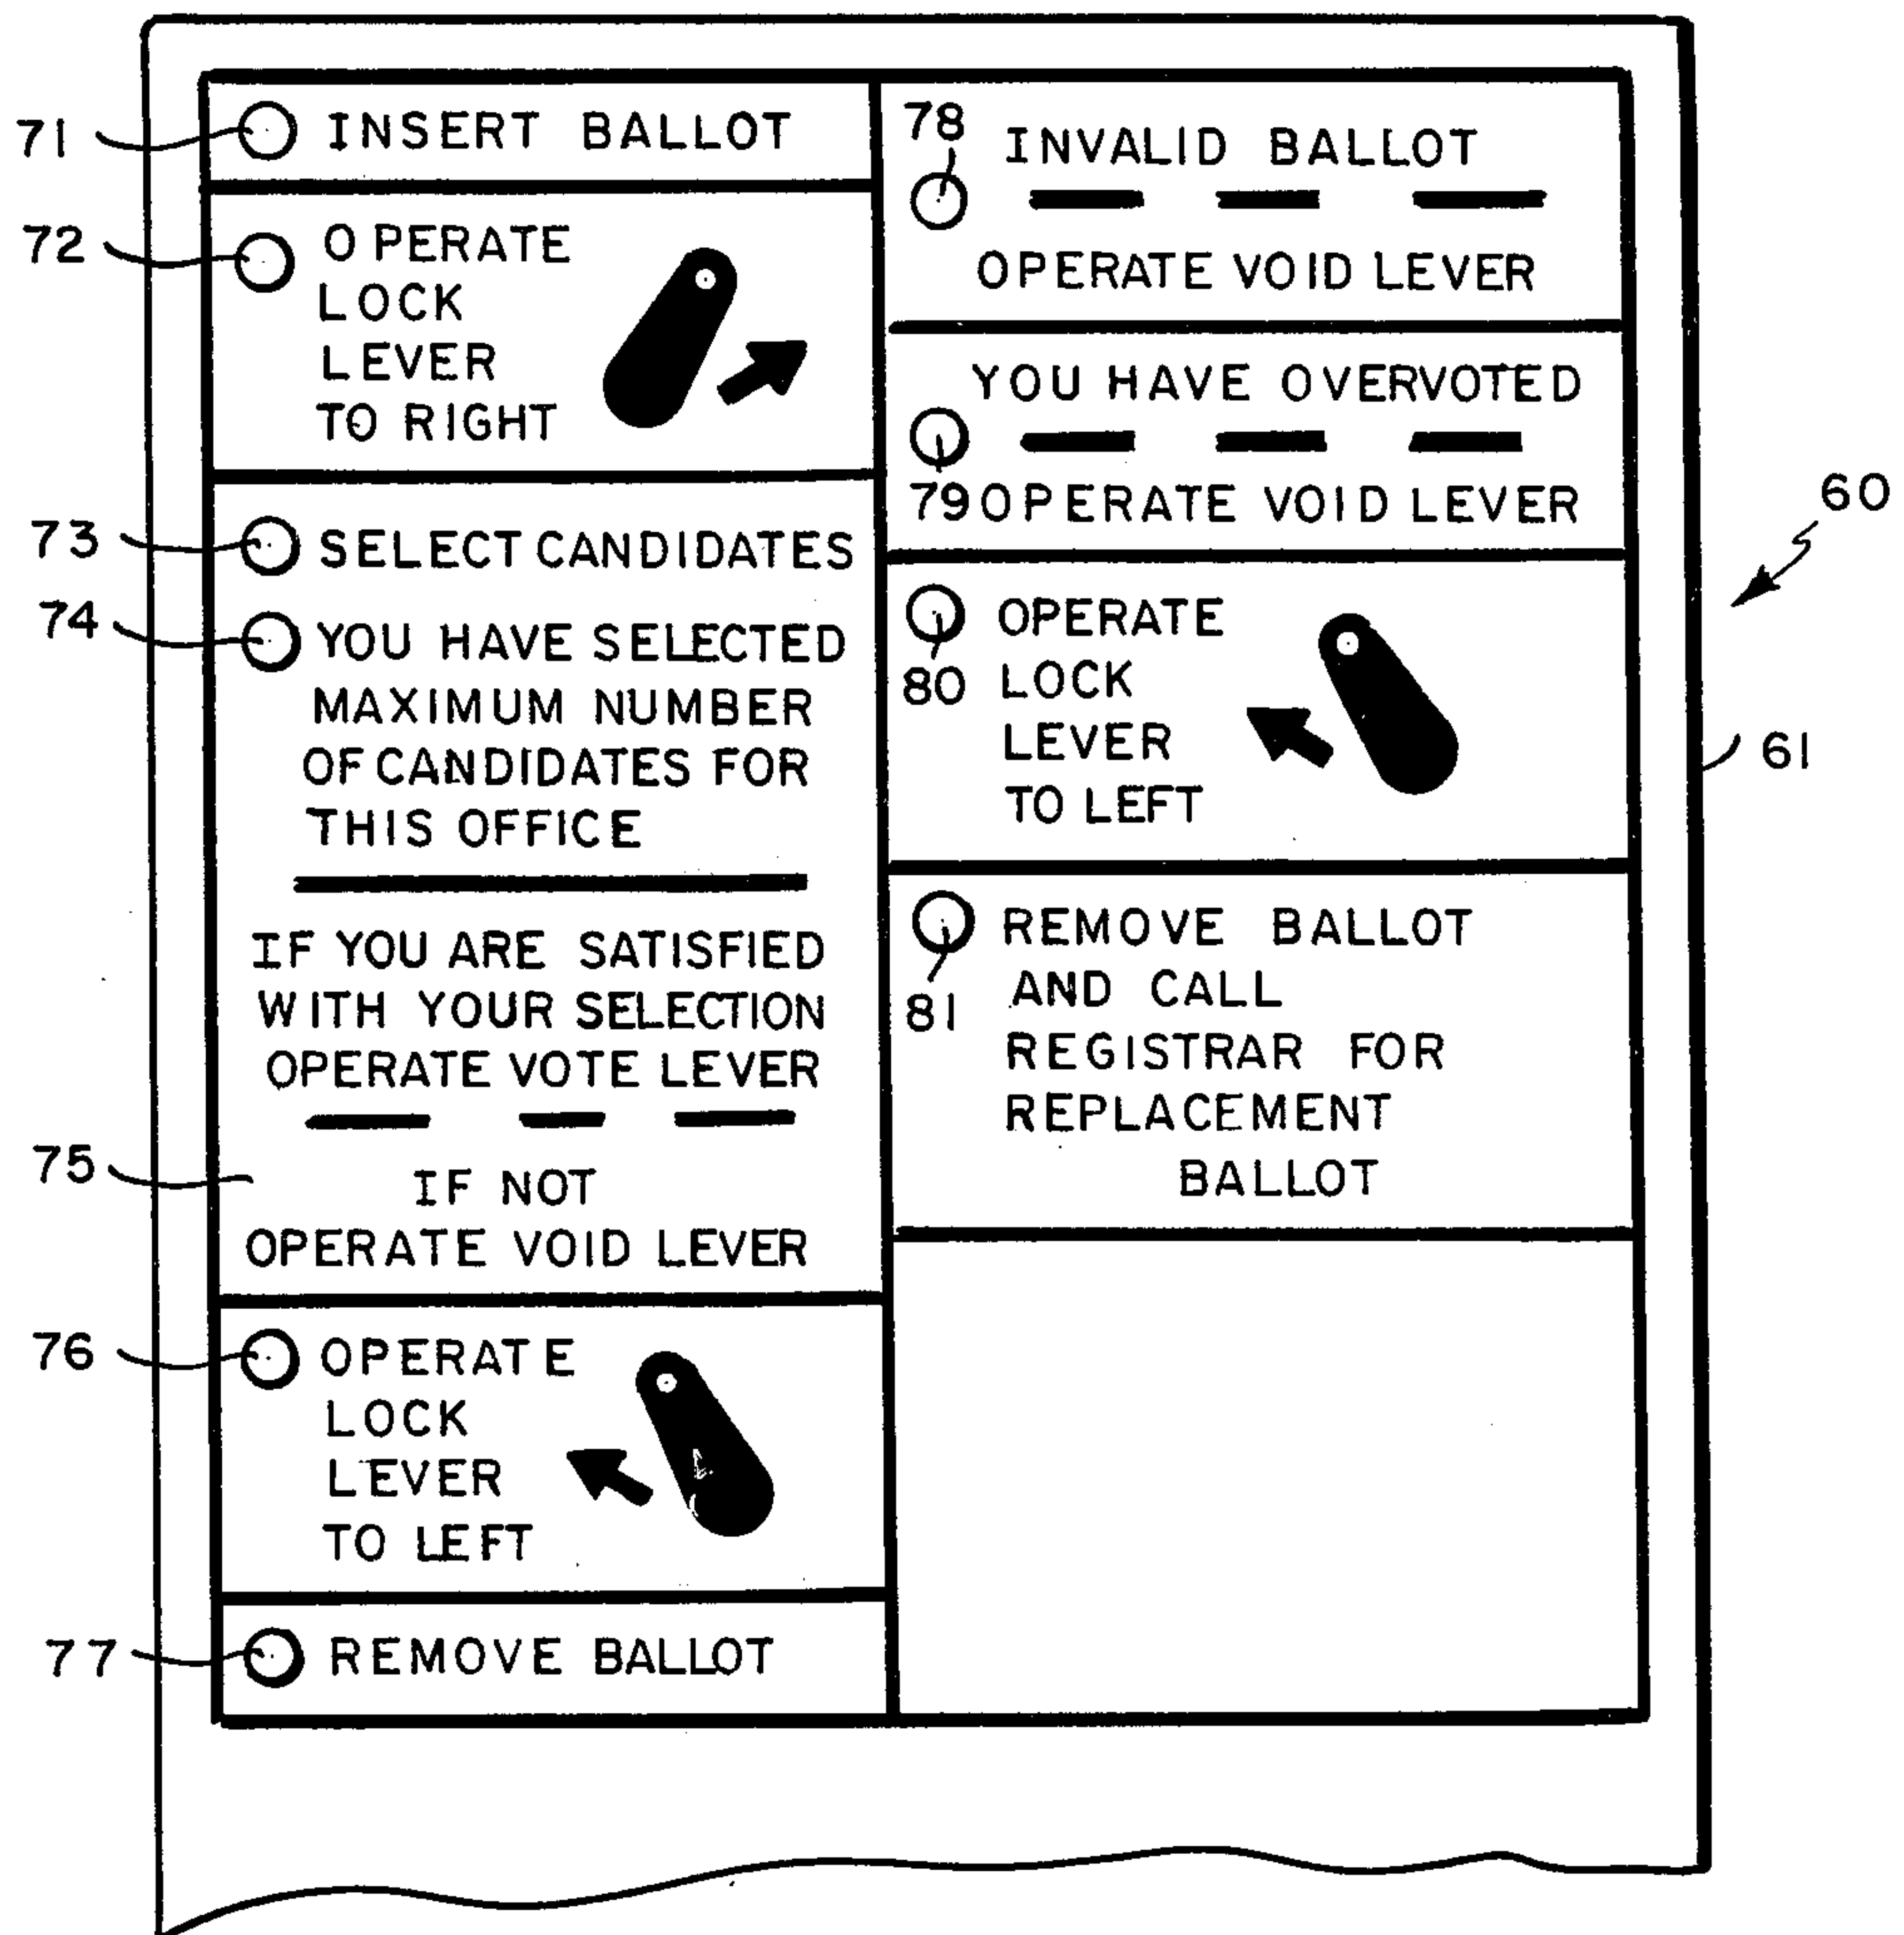 71
INSERT BALLOT
72
OPERATE
LOCK
LEVER
TO RIGHT
73
SELECT CANDIDATES
74
YOU HAVE SELECTED
MAXIMUM NUMBER
OF CANDIDATES FOR
THIS OFFICE
IF YOU ARE SATISFIED
WITH YOUR SELECTION
OPERATE VOTE LEVER
75
IF NOT
OPERATE VOID LEVER
76
OPERATE
LOCK
LEVER
TO LEFT
77
REMOVE BALLOT
78
INVALID BALLOT
OPERATE VOID LEVER
YOU HAVE OVERVOTED
79
OPERATE VOID LEVER
80
OPERATE
LOCK
LEVER
TO LEFT
81
REMOVE BALLOT
AND CALL
REGISTRAR FOR
REPLACEMENT
BALLOT
60
61